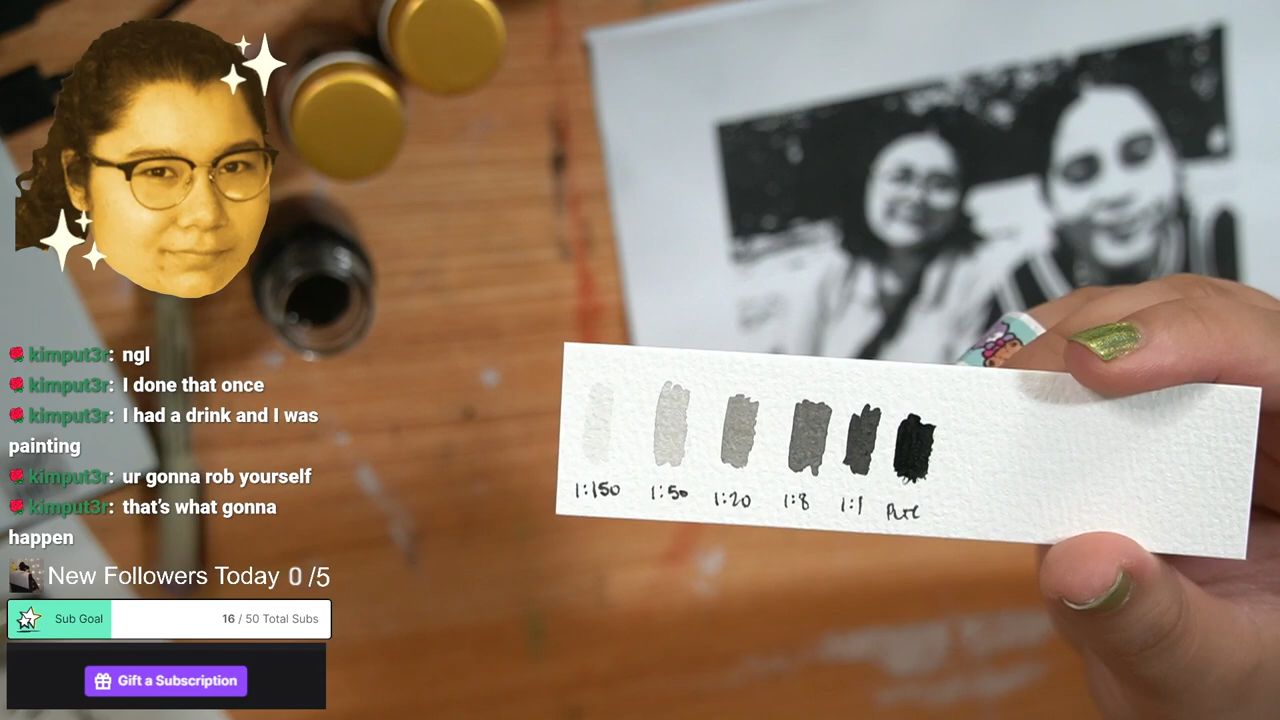 kimput3r: ngl
kimput3r: I done that once
kimput3r: I had a drink and I was
painting
kimput3r: ur gonna rob yourself
kimput3r: that's what gonna
happen
New Followers Today 0 /5
Sub Goal 16 / 50 Total Subs
Gift a Subscription
1:150 1:50 1:20 1:8 1:1 Pure